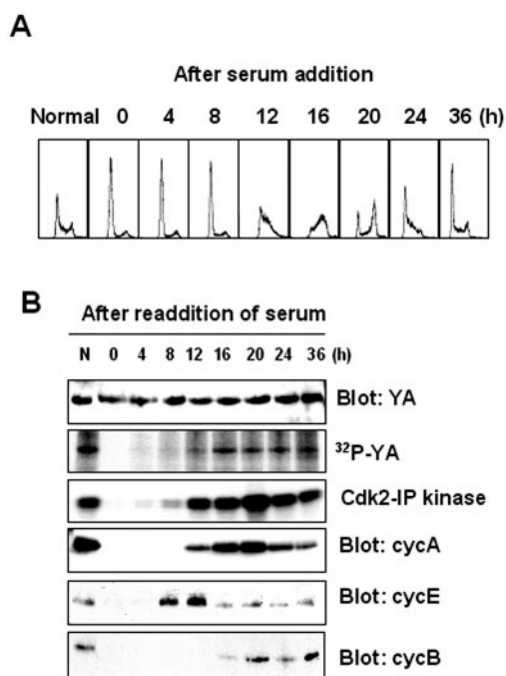 A
After serum addition
Normal 0 4 8 12 16 20 24 36 (h)
B
After readdition of serum
N 0 4 8 12 16 20 24 36 (h)
Blot: YA
³²P-YA
Cdk2-IP kinase
Blot: cycA
Blot: cycE
Blot: cycB